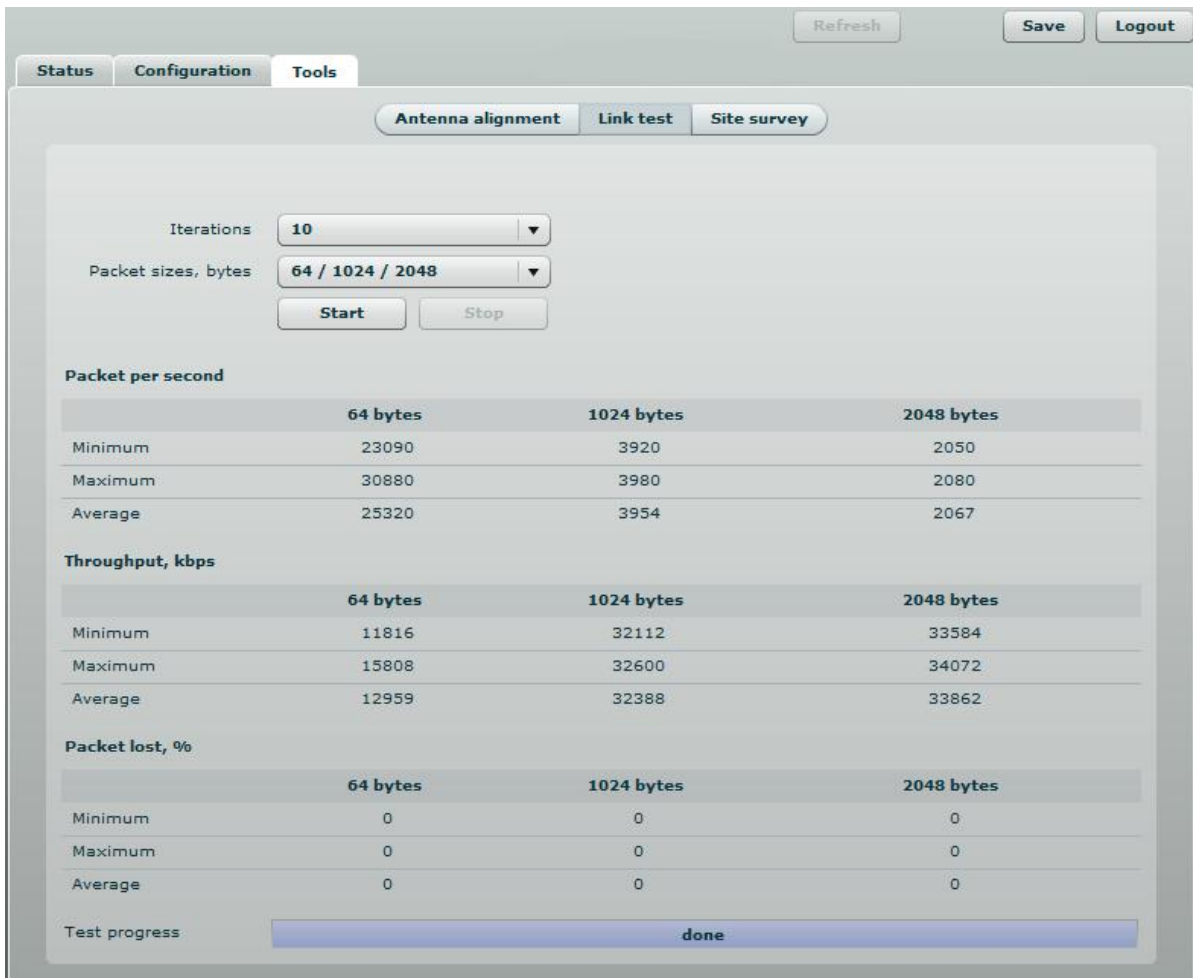 Refresh Save Logout
Status Configuration Tools
Antenna alignment Link test Site survey
Iterations 10
Packet sizes, bytes 64 / 1024 / 2048
Start Stop
Packet per second
64 bytes 1024 bytes 2048 bytes
Minimum 23090 3920 2050
Maximum 30880 3980 2080
Average 25320 3954 2067
Throughput, kbps
64 bytes 1024 bytes 2048 bytes
Minimum 11816 32112 33584
Maximum 15808 32600 34072
Average 12959 32388 33862
Packet lost, %
64 bytes 1024 bytes 2048 bytes
Minimum 0 0 0
Maximum 0 0 0
Average 0 0 0
Test progress done